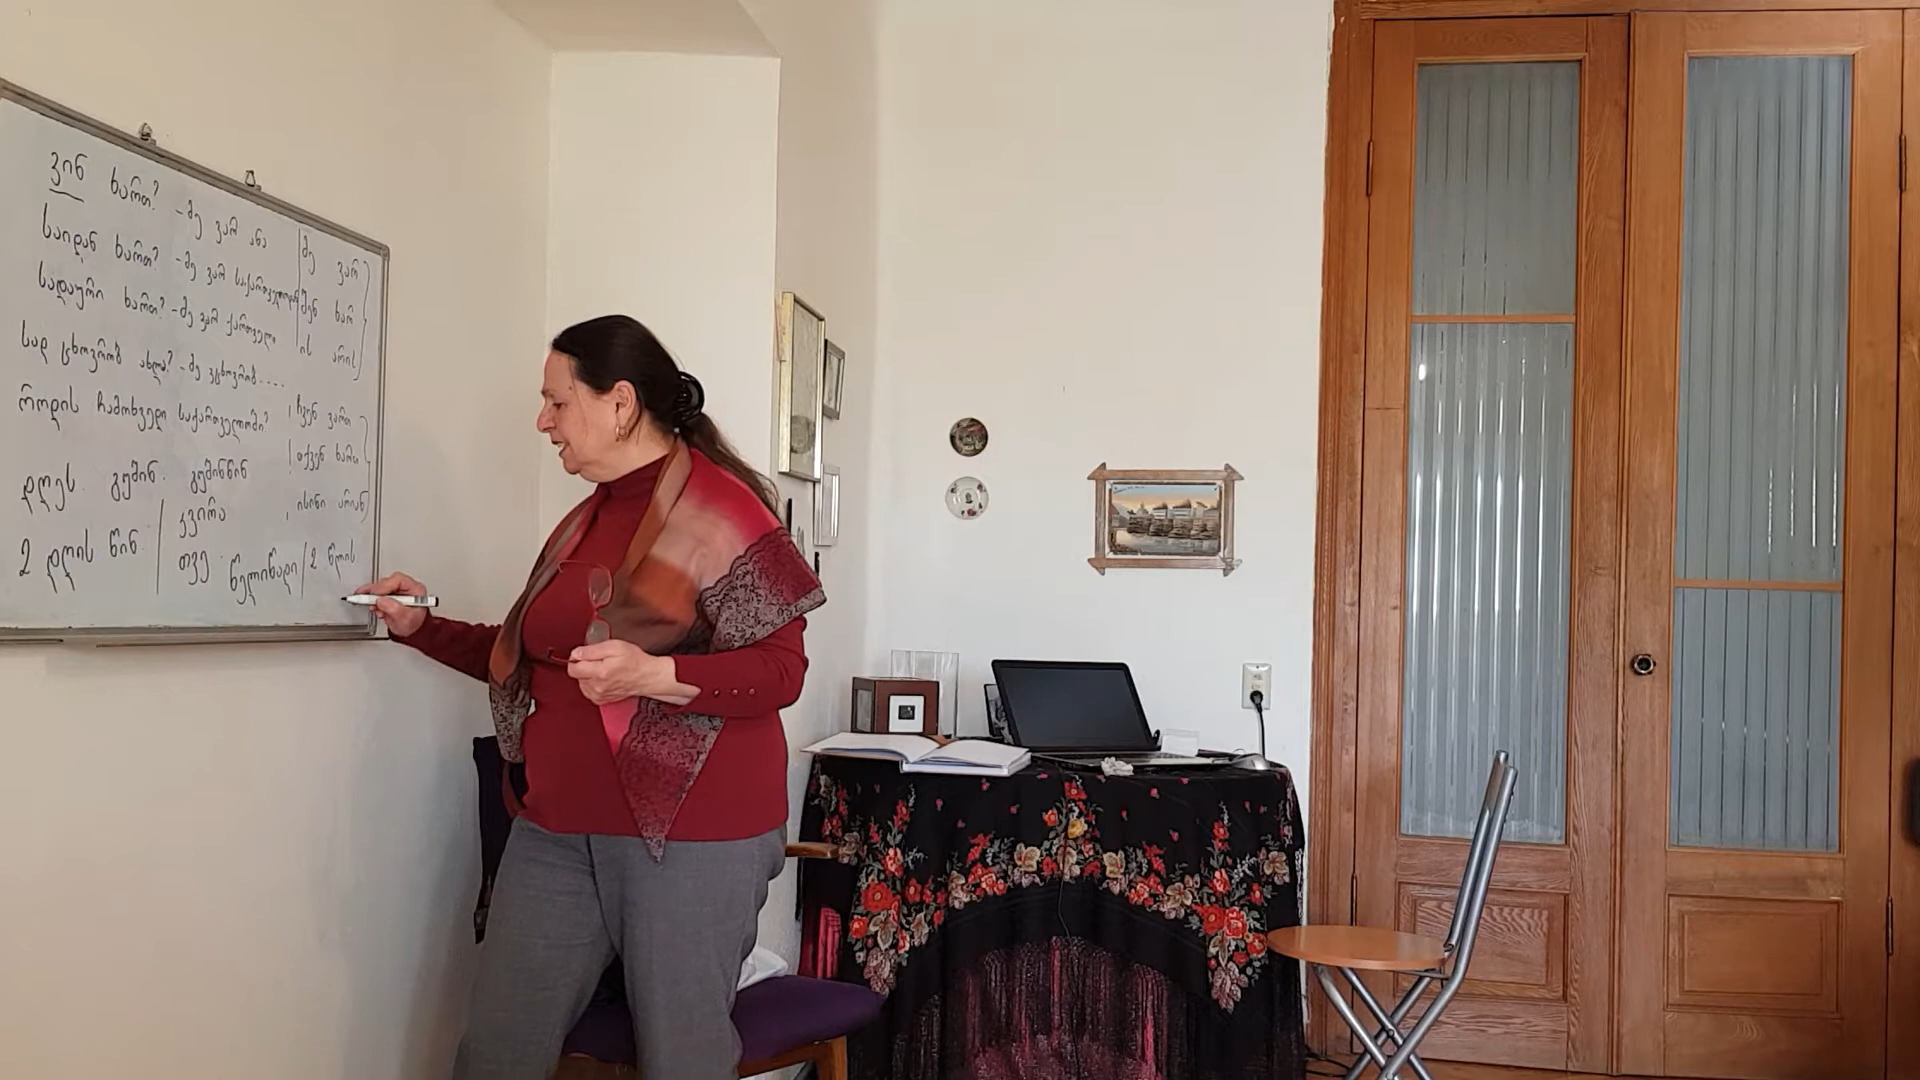 ვინ ხართ? - მე ვარ ანა
საიდან ხართ? - მე ვარ საქართველოდან
სადაური ხართ? - მე ვარ ქართველი
სად ცხოვრობ ახლა? - მე ვცხოვრობ....
როდის ჩამოხვედი საქართველოში?
დღეს. გუშინ. გუშინწინ
2 დღის წინ. კვირა
თვე წელიწადი 2 წლის
მე ვარ
შენ ხარ
ის არის
ჩვენ ვართ
თქვენ ხართ
ისინი არიან